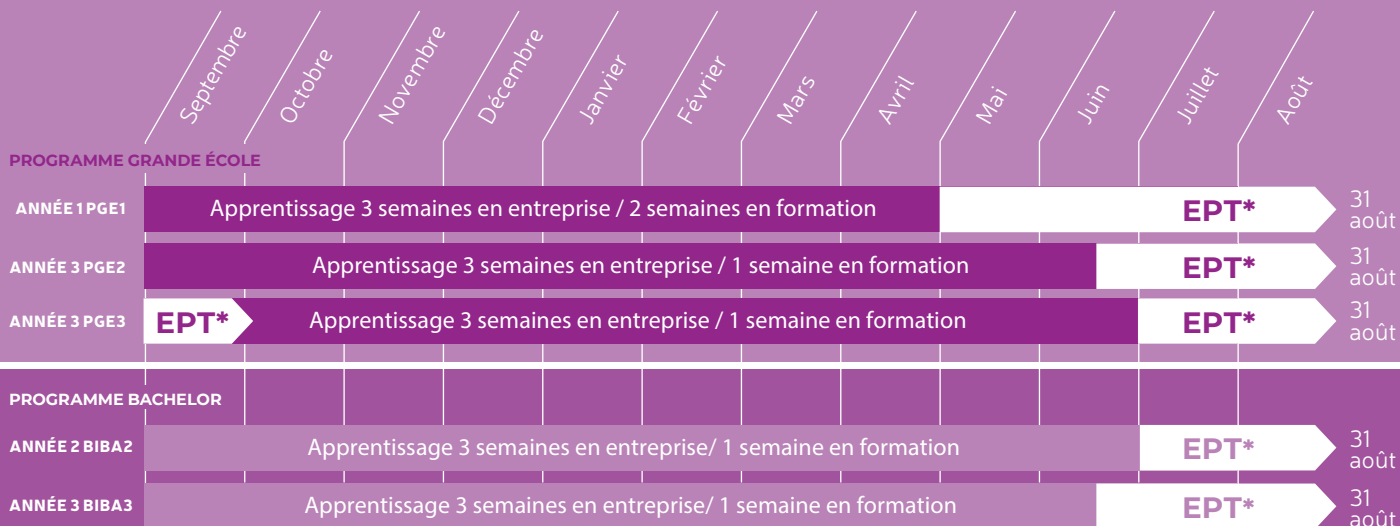 Septembre
Octobre
Novembre
Décembre
Janvier
Février
Mars
Avril
Mai
Juin
Juillet
Août
PROGRAMME GRANDE ÉCOLE
ANNÉE 1 PGE1
Apprentissage 3 semaines en entreprise / 2 semaines en formation
EPT*
31
août
ANNÉE 3 PGE2
Apprentissage 3 semaines en entreprise / 1 semaine en formation
EPT*
31
août
ANNÉE 3 PGE3
EPT*
Apprentissage 3 semaines en entreprise / 1 semaine en formation
EPT*
31
août
PROGRAMME BACHELOR
ANNÉE 2 BIBA2
Apprentissage 3 semaines en entreprise/ 1 semaine en formation
EPT*
31
août
ANNÉE 3 BIBA3
Apprentissage 3 semaines en entreprise/ 1 semaine en formation
EPT*
31
août